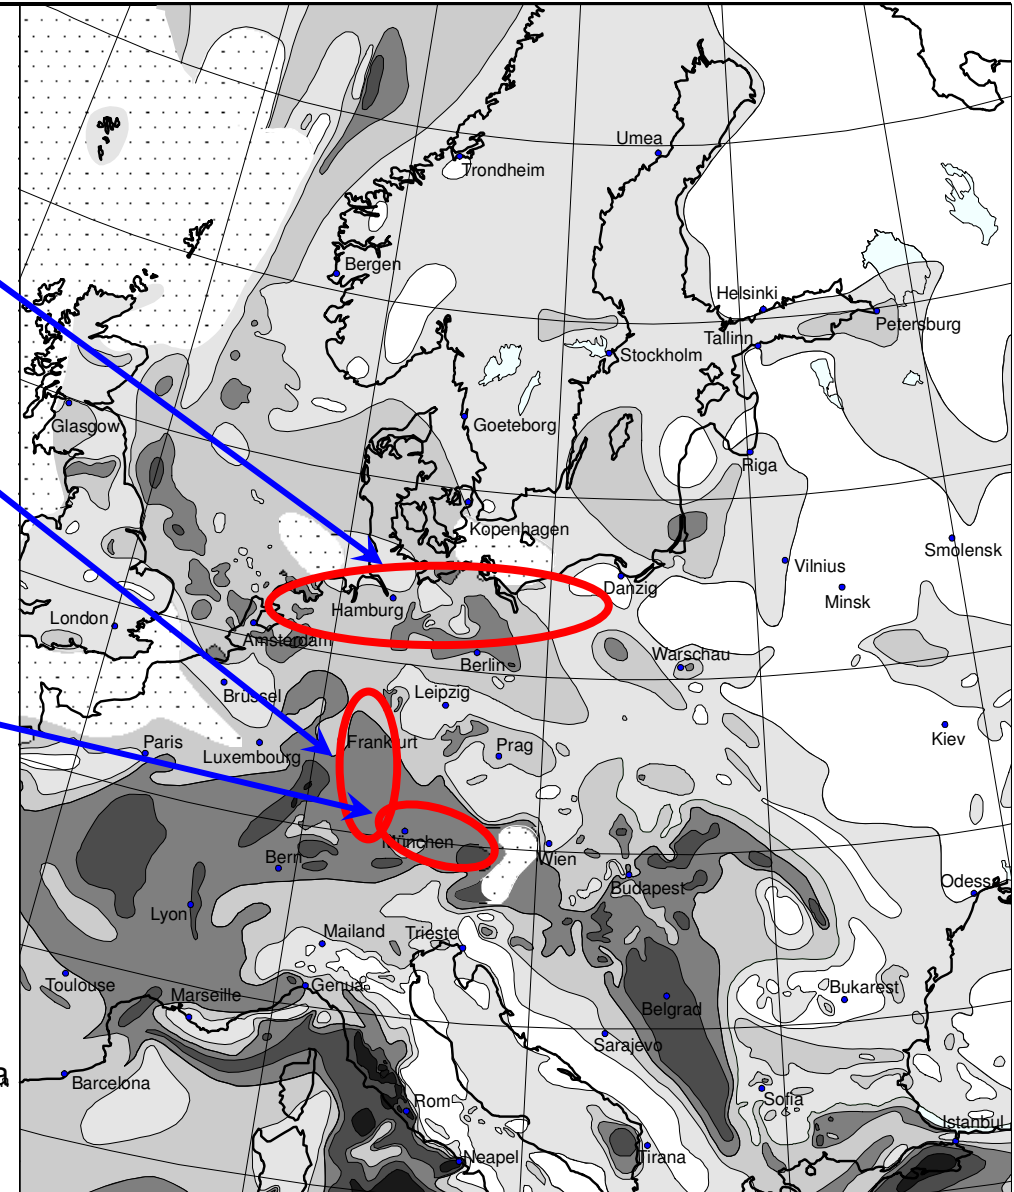 Umea
Trondheim
Bergen
Helsinki
Petersburg
Tallinn
Stockholm
Glasgow
Goeteborg
Riga
Kopenhagen
Smolensk
Vilnius
Danzig
Minsk
Hamburg
London
Amsterdam
Warschau
Berlin
Brüssel
Leipzig
Kiev
Paris
Frankfurt
Prag
Luxembourg
München
Wien
Bern
Budapest
Odessa
Lyon
Mailand
Trieste
Toulouse
Genua
Marseille
Bukarest
Belgrad
Sarajevo
Barcelona
Sofia
Rom
Istanbul
Neapel
Tirana